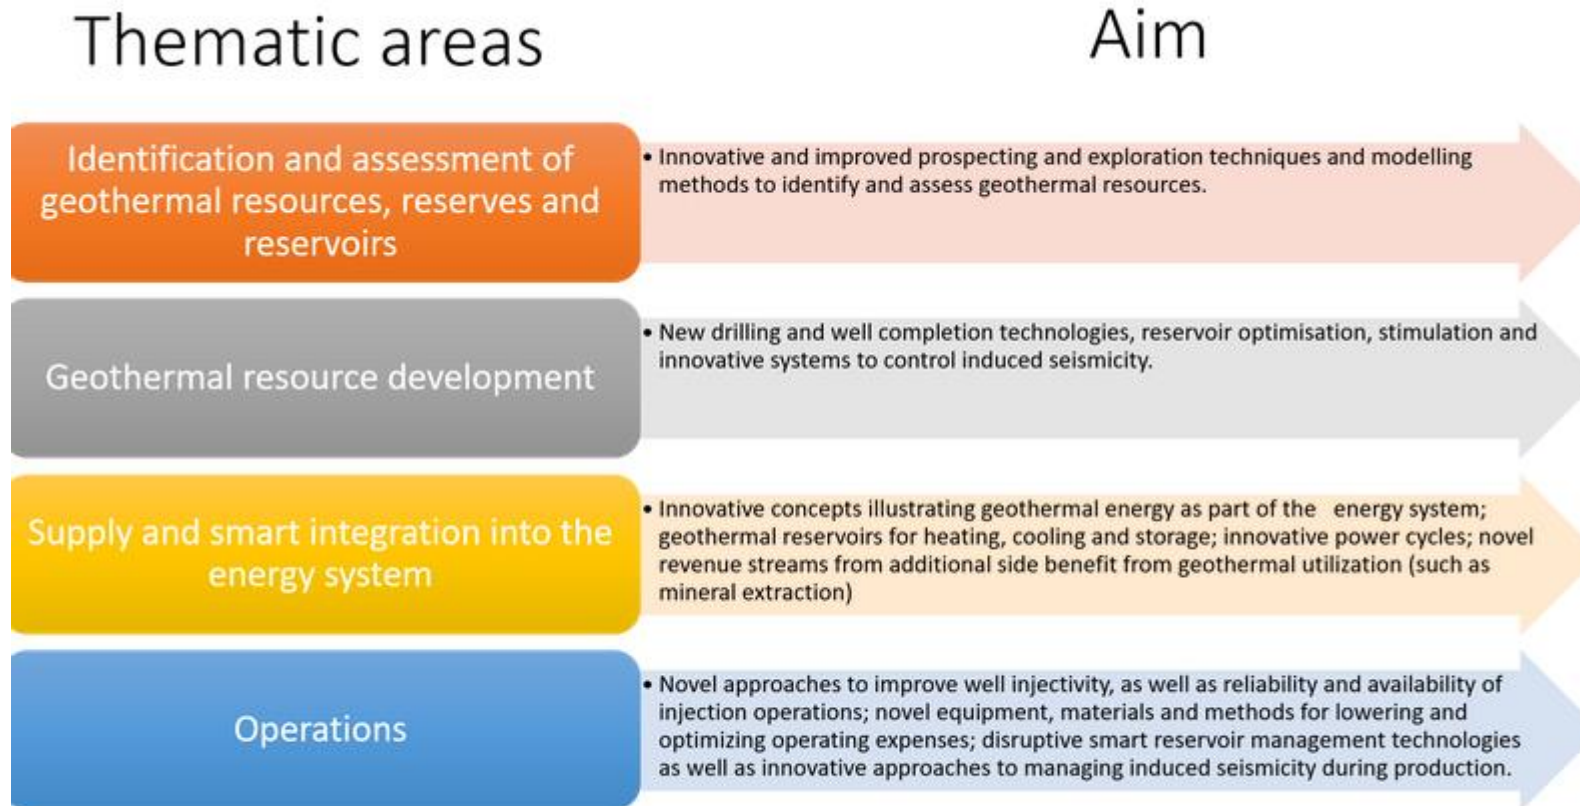 Thematic areas
Aim
Identification and assessment of
geothermal resources, reserves and
reservoirs
• Innovative and improved prospecting and exploration techniques and modelling
methods to identify and assess geothermal resources.
Geothermal resource development
• New drilling and well completion technologies, reservoir optimisation, stimulation and
innovative systems to control induced seismicity.
Supply and smart integration into the
energy system
• Innovative concepts illustrating geothermal energy as part of the energy system;
geothermal reservoirs for heating, cooling and storage; innovative power cycles; novel
revenue streams from additional side benefit from geothermal utilization (such as
mineral extraction)
Operations
• Novel approaches to improve well injectivity, as well as reliability and availability of
injection operations; novel equipment, materials and methods for lowering and
optimizing operating expenses; disruptive smart reservoir management technologies
as well as innovative approaches to managing induced seismicity during production.